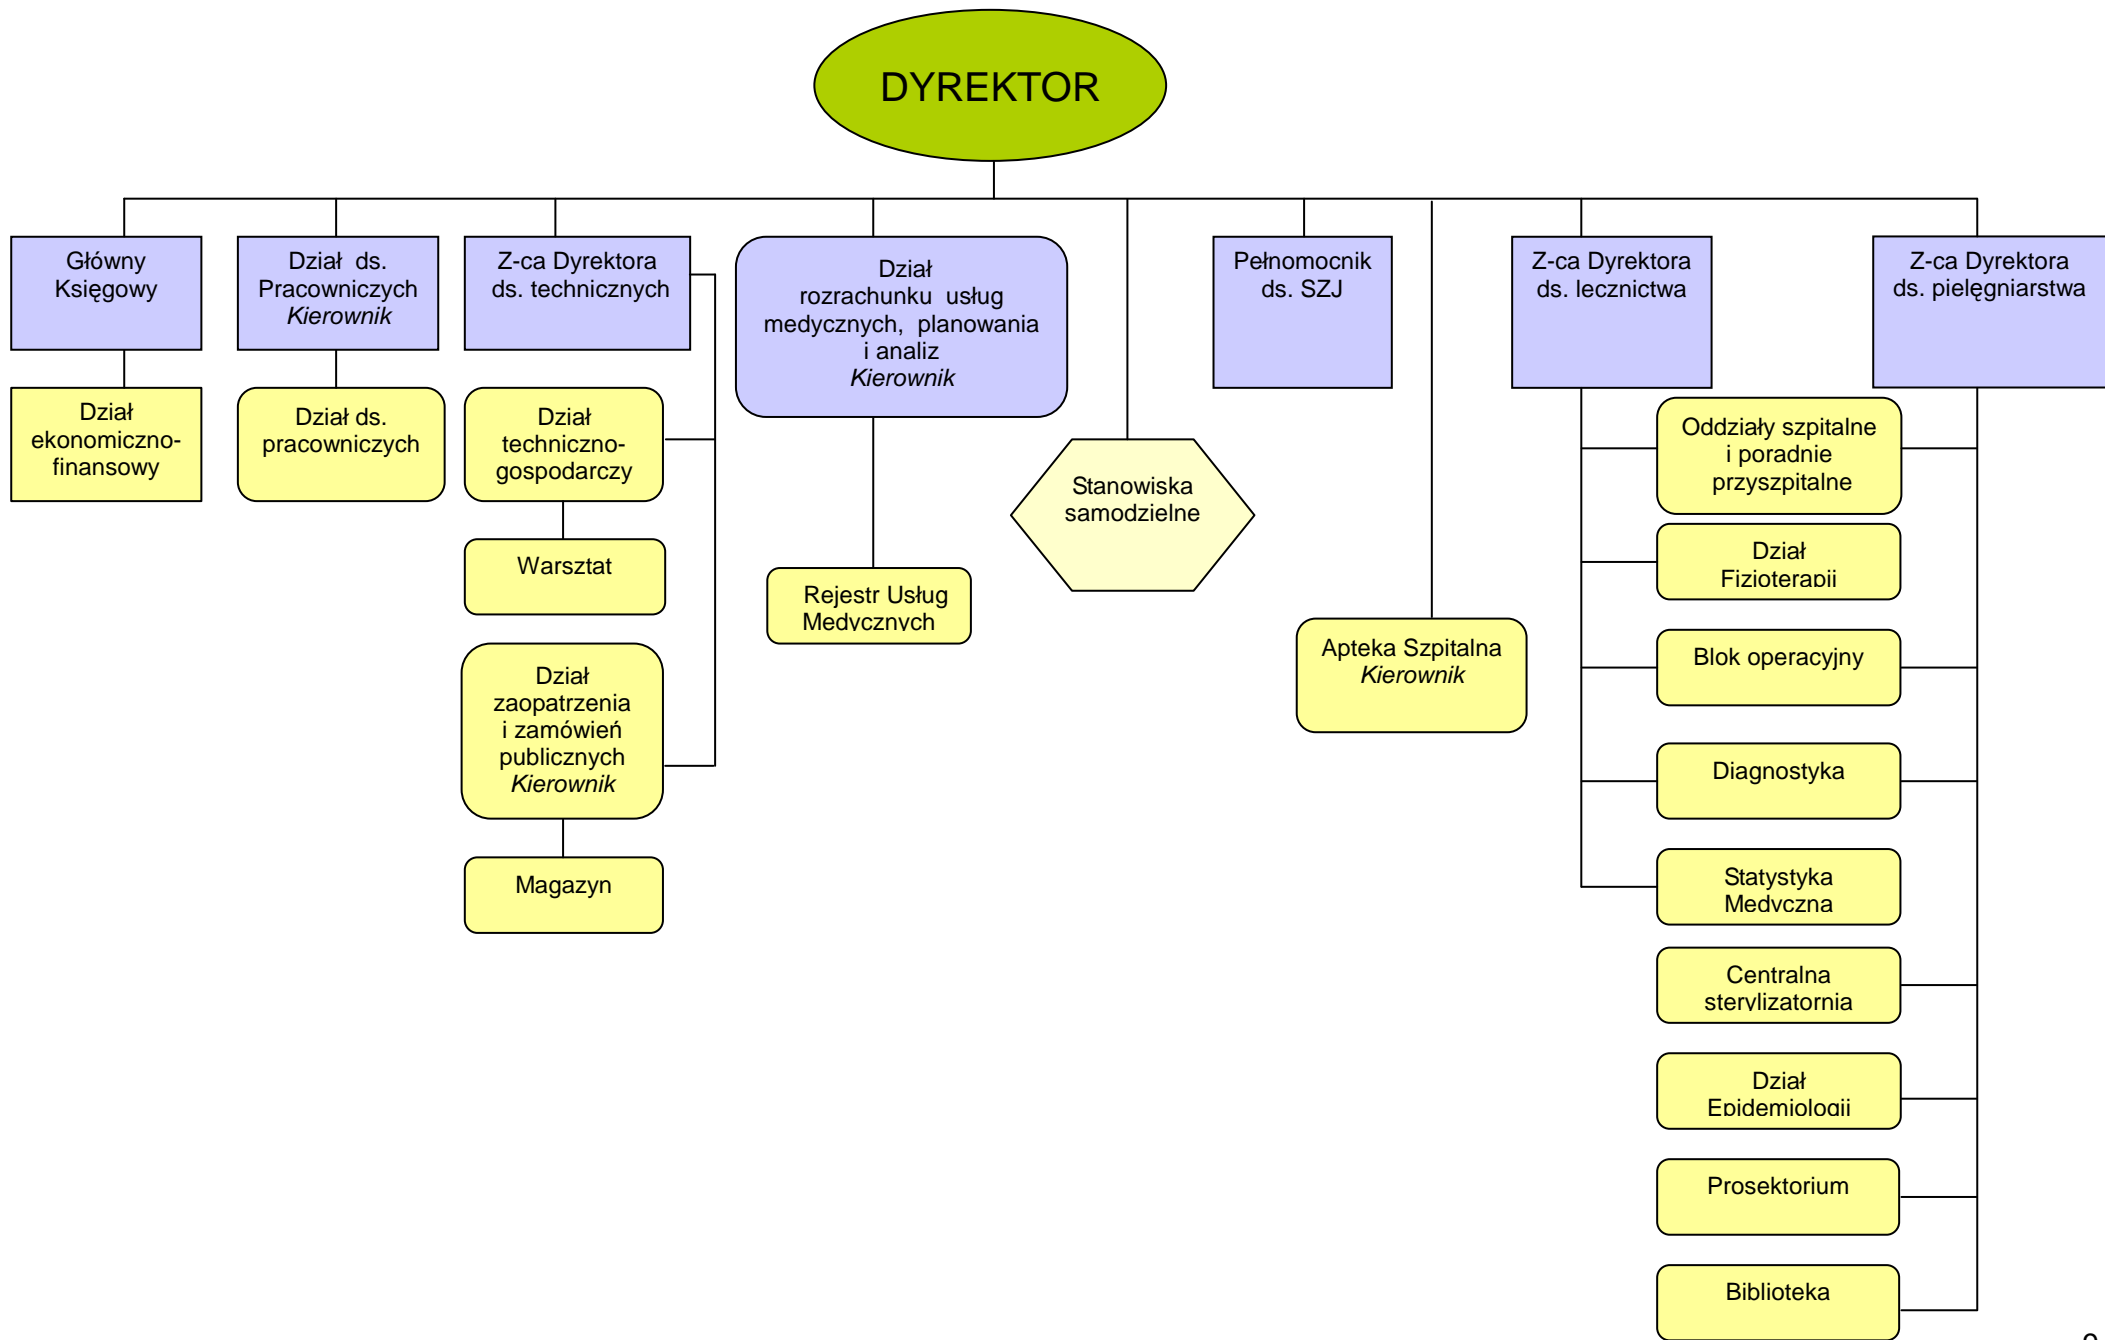 DYREKTOR
Główny
Księgowy
Dział ds.
Pracowniczych
Kierownik
Z-ca Dyrektora
ds. technicznych
Dział
rozrachunku usług
medycznych, planowania
i analiz
Kierownik
Pełnomocnik
ds. SZJ
Z-ca Dyrektora
ds. lecznictwa
Z-ca Dyrektora
ds. pielęgniarstwa
Dział
ekonomiczno-
finansowy
Dział ds.
pracowniczych
Dział
techniczno-
gospodarczy
Warsztat
Dział
zaopatrzenia
i zamówień
publicznych
Kierownik
Magazyn
Rejestr Usług
Medycznych
Stanowiska
samodzielne
Apteka Szpitalna
Kierownik
Oddziały szpitalne
i poradnie
przyszpitalne
Dział
Fizjoterapii
Blok operacyjny
Diagnostyka
Statystyka
Medyczna
Centralna
sterylizatornia
Dział
Epidemiologii
Prosektorium
Biblioteka